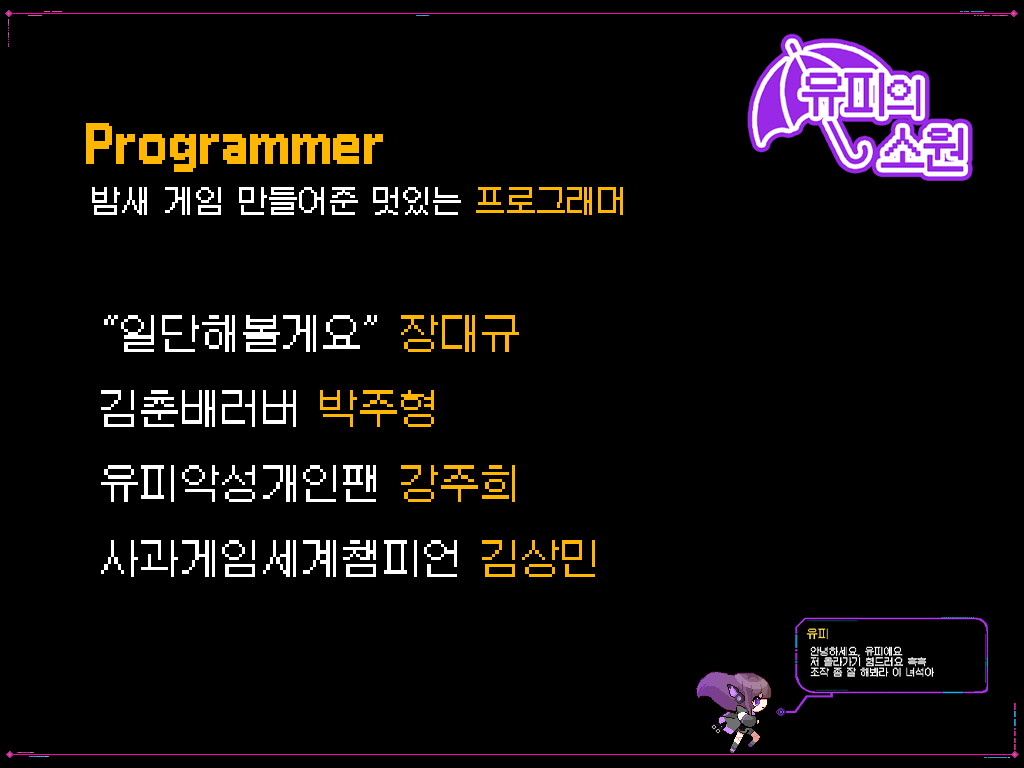 유피의
소원
Programmer
밤새 게임 만들어준 멋있는 프로그래머
“일단해볼게요” 장대규
김춘배러버 박주형
유피악성개인팬 강주희
사과게임세계챔피언 김상민
유피
안녕하세요, 유피에요
저 올라가기 힘드러요 흑흑
조작 좀 잘 해봐라 이 녀석아